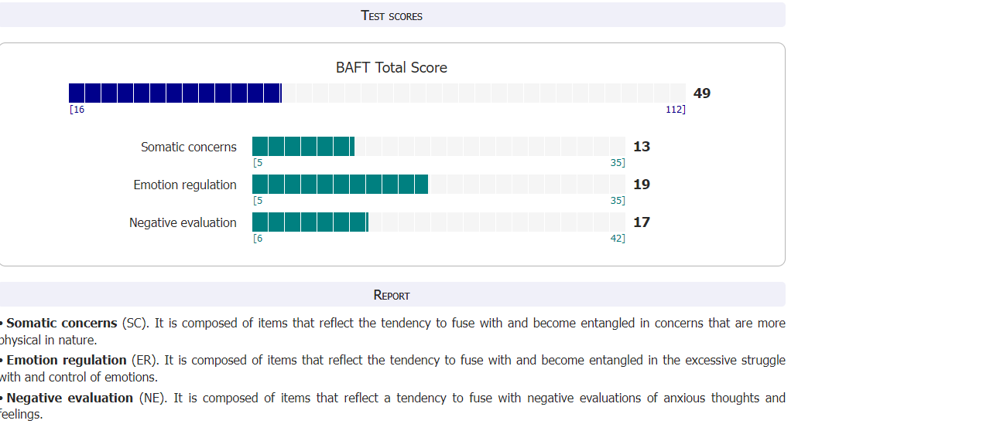 TEST SCORES
BAFT Total Score
49
[16 112]
Somatic concerns 13
[5 35]
Emotion regulation 19
[5 35]
Negative evaluation 17
[6 42]
REPORT
• Somatic concerns (SC). It is composed of items that reflect the tendency to fuse with and become entangled in concerns that are more
physical in nature.
• Emotion regulation (ER). It is composed of items that reflect the tendency to fuse with and become entangled in the excessive struggle
with and control of emotions.
• Negative evaluation (NE). It is composed of items that reflect a tendency to fuse with negative evaluations of anxious thoughts and
feelings.